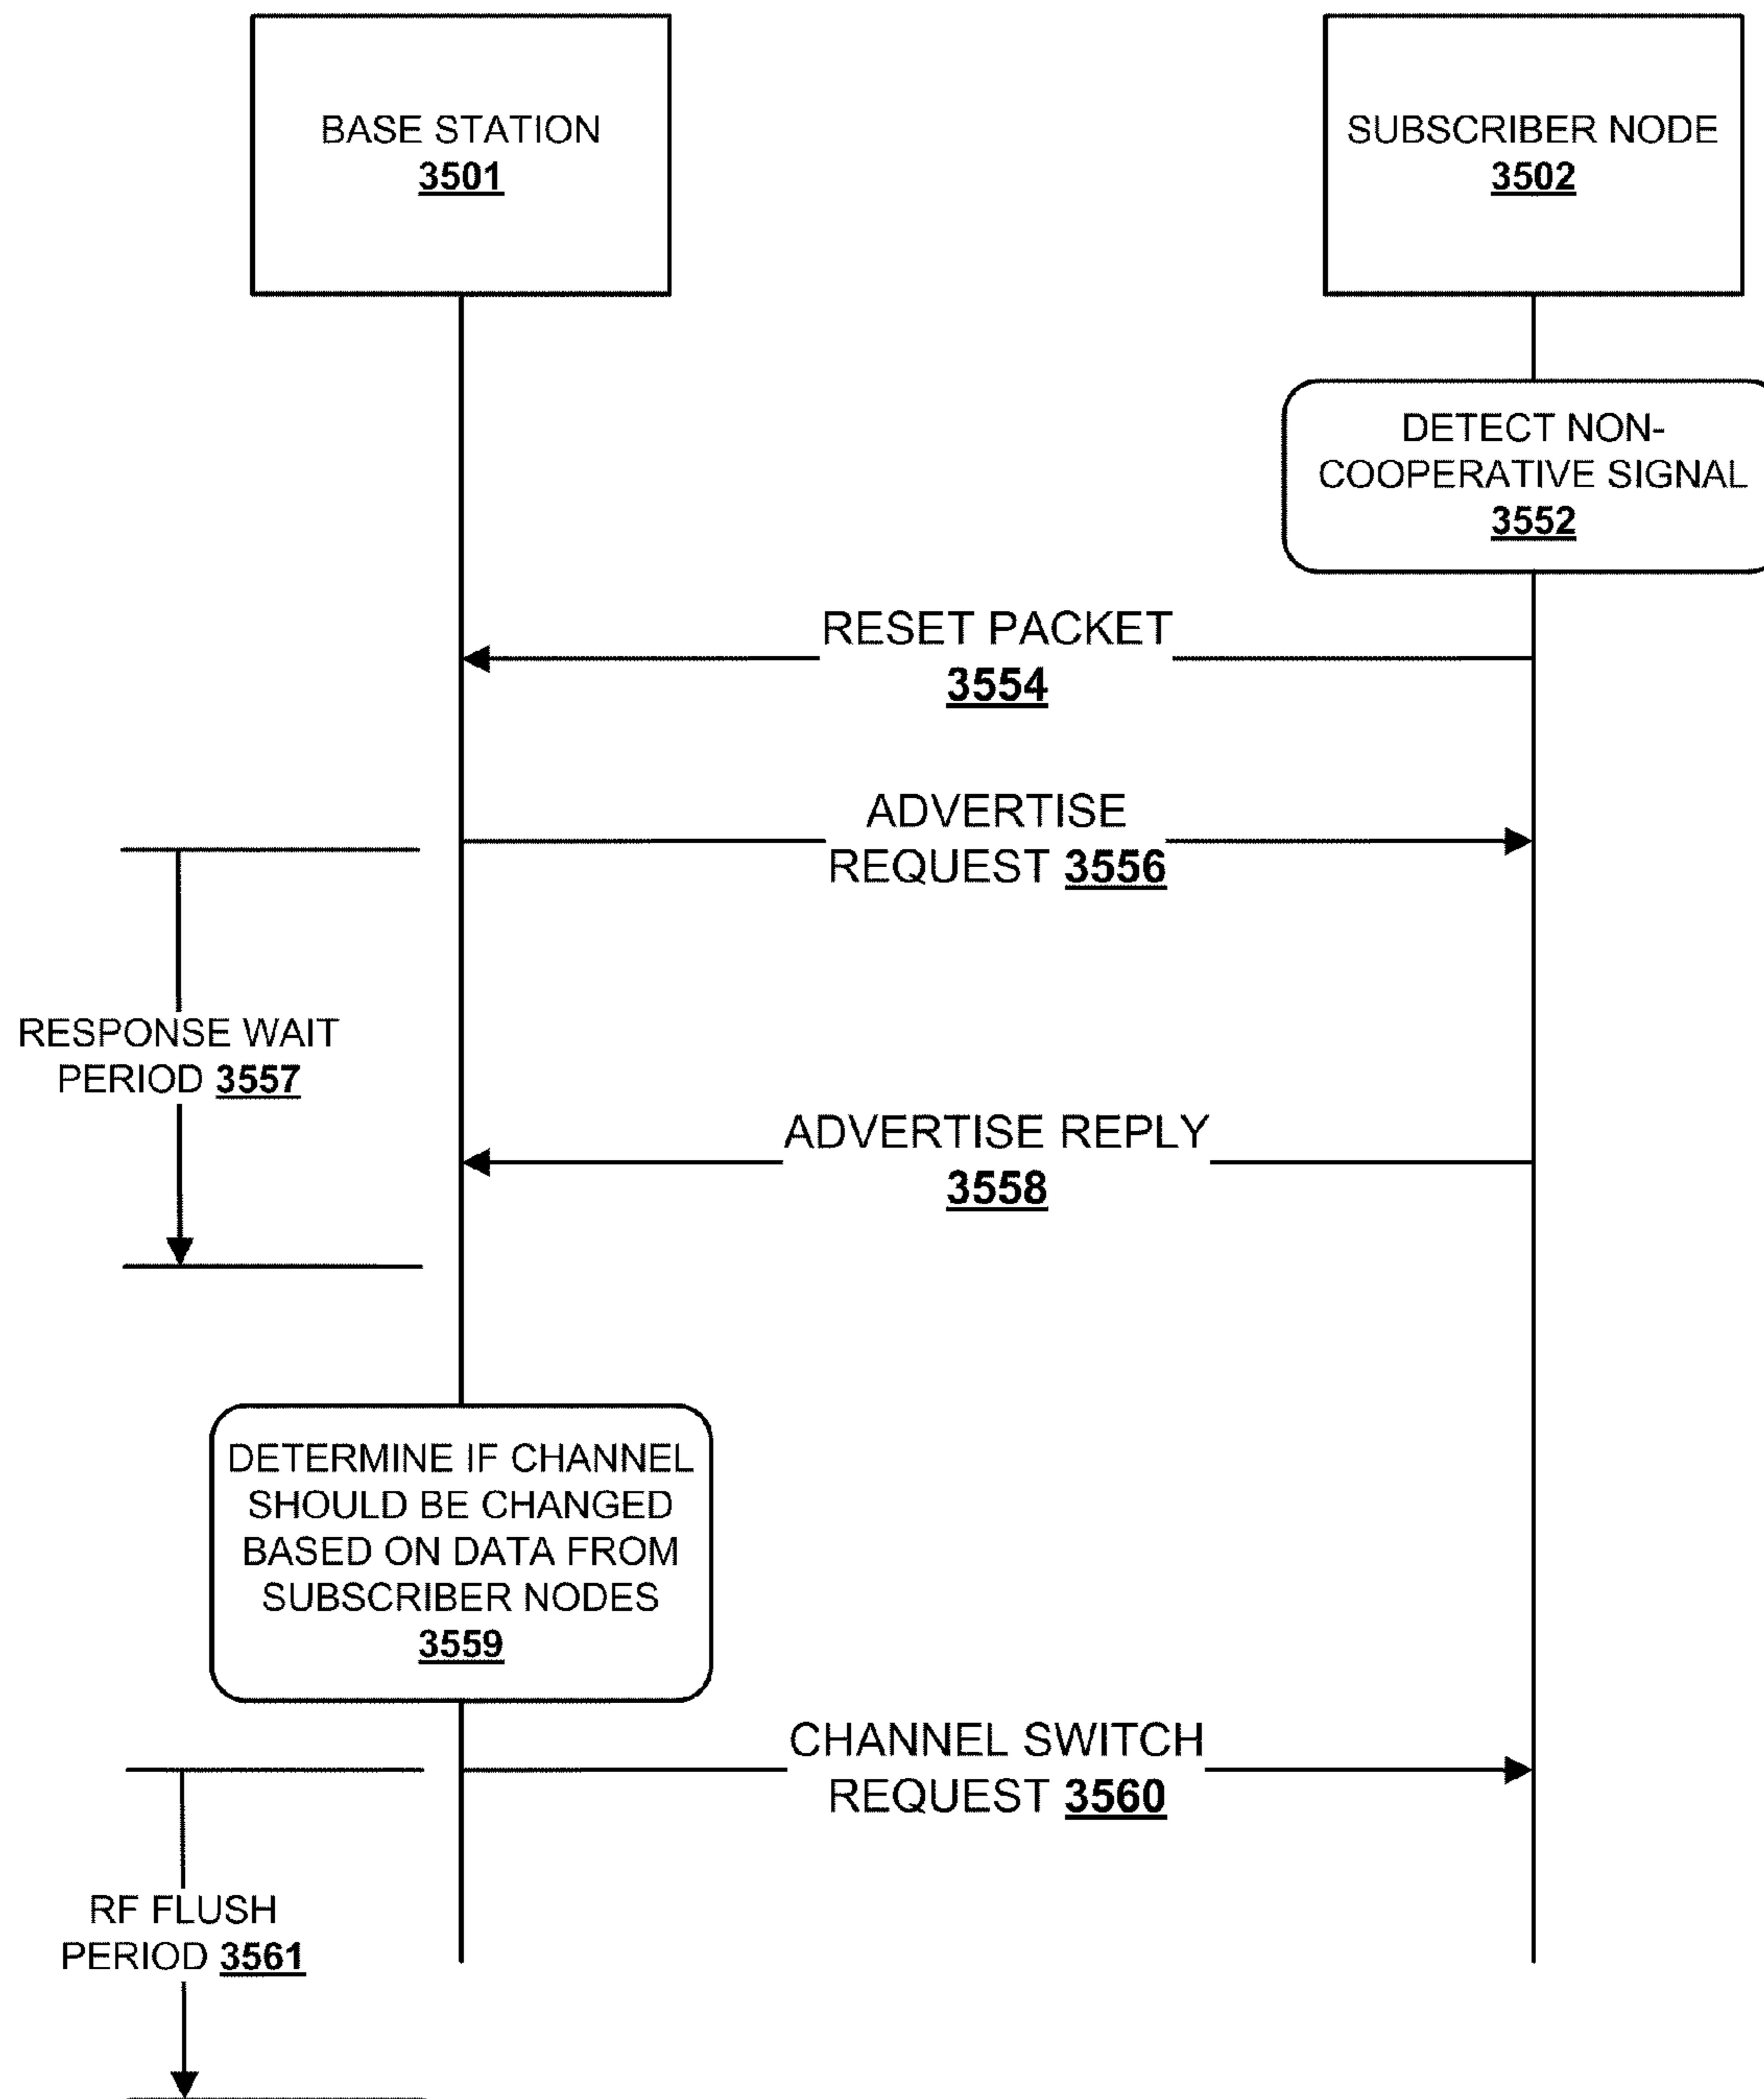 BASE STATION
3501
SUBSCRIBER NODE
3502
DETECT NON-
COOPERATIVE SIGNAL
3552
RESET PACKET
3554
ADVERTISE
REQUEST 3556
RESPONSE WAIT
PERIOD 3557
ADVERTISE REPLY
3558
DETERMINE IF CHANNEL
SHOULD BE CHANGED
BASED ON DATA FROM
SUBSCRIBER NODES
3559
CHANNEL SWITCH
REQUEST 3560
RF FLUSH
PERIOD 3561